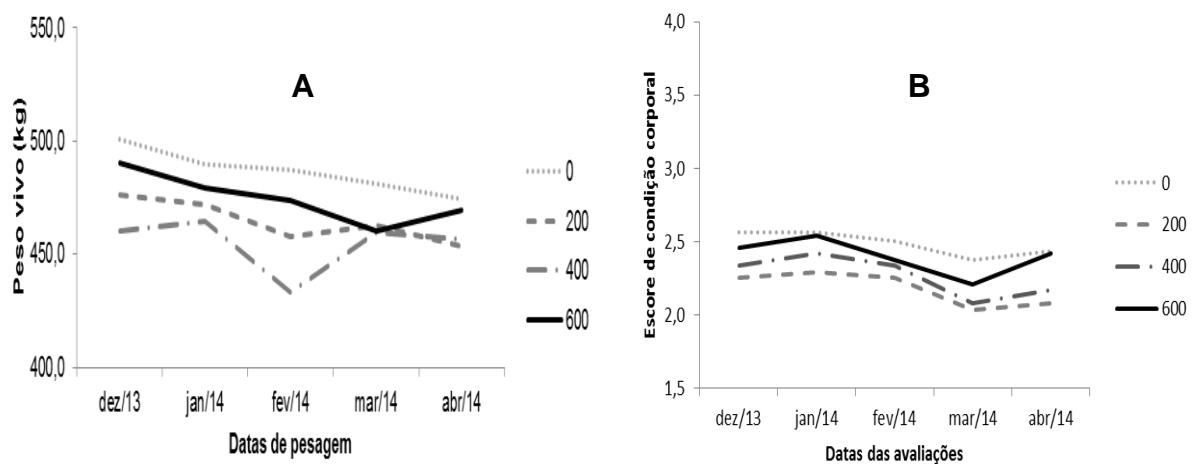 A
Peso vivo (kg)
550,0
500,0
450,0
400,0
dez/13 jan/14 fev/14 mar/14 abr/14
Datas de pesagem
0
200
400
600
B
Escore de condição corporal
4,0
3,5
3,0
2,5
2,0
1,5
dez/13 jan/14 fev/14 mar/14 abr/14
Datas das avaliações
0
200
400
600